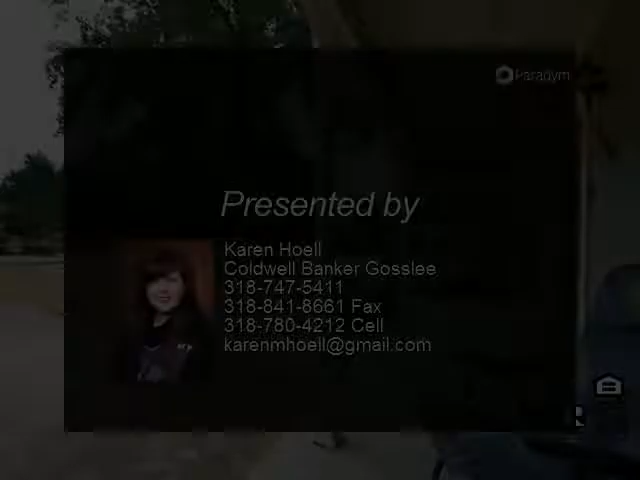 Paradym
Presented by
Karen Hoell
Coldwell Banker Gosslee
318-747-5411
318-841-8661 Fax
318-780-4212 Cell
karenmhoell@gmail.com